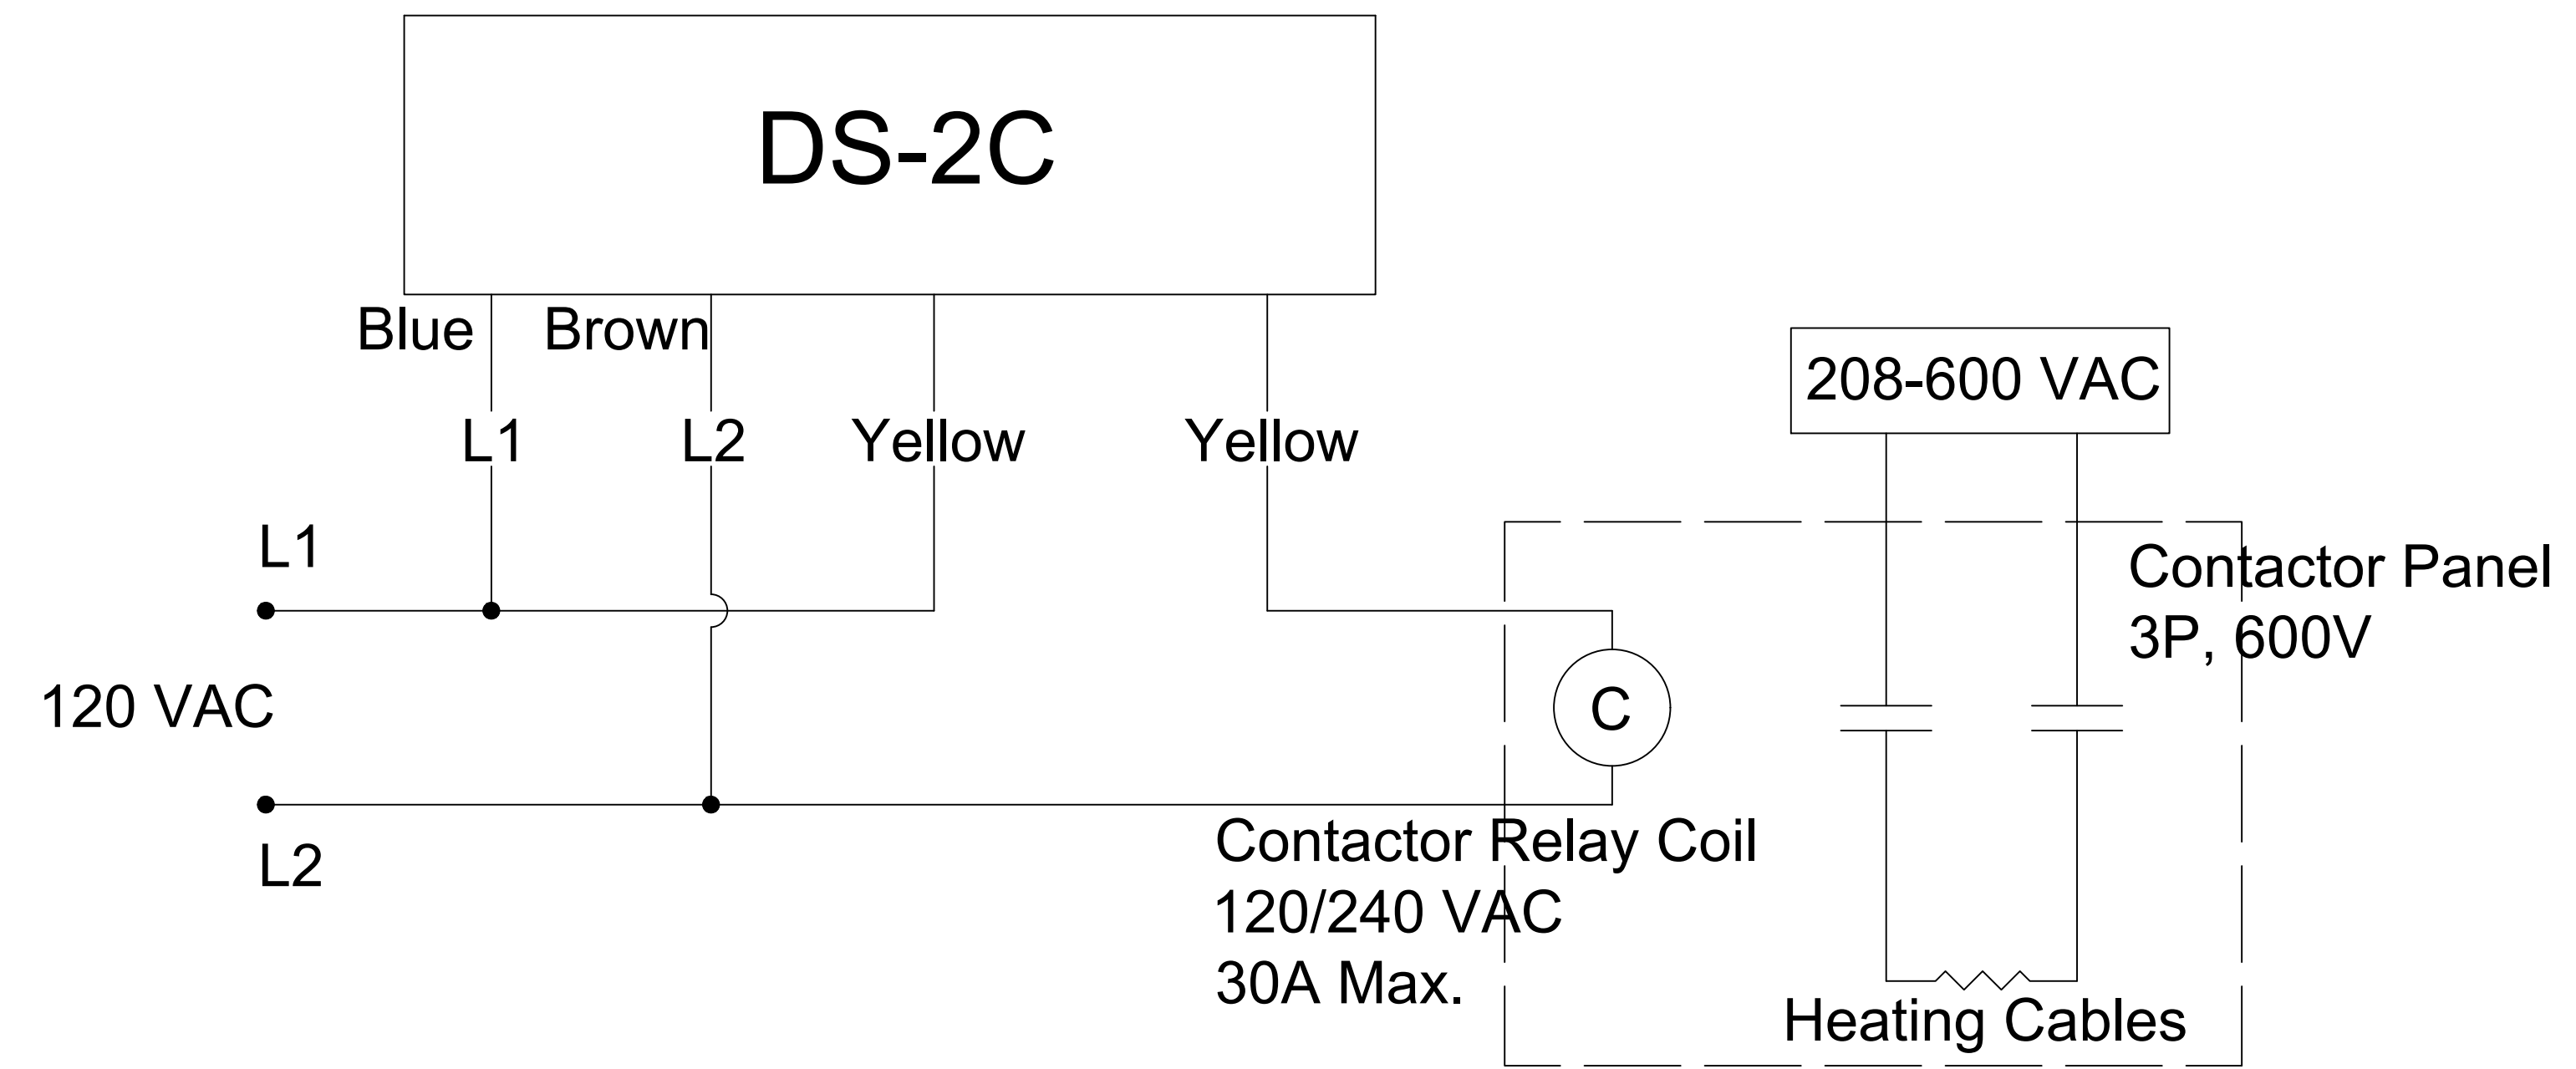 DS-2C
Blue
Brown
L1
L2
Yellow
Yellow
208-600 VAC
L1
120 VAC
L2
C
Contactor Panel
3P, 600V
Contactor Relay Coil
120/240 VAC
30A Max.
Heating Cables